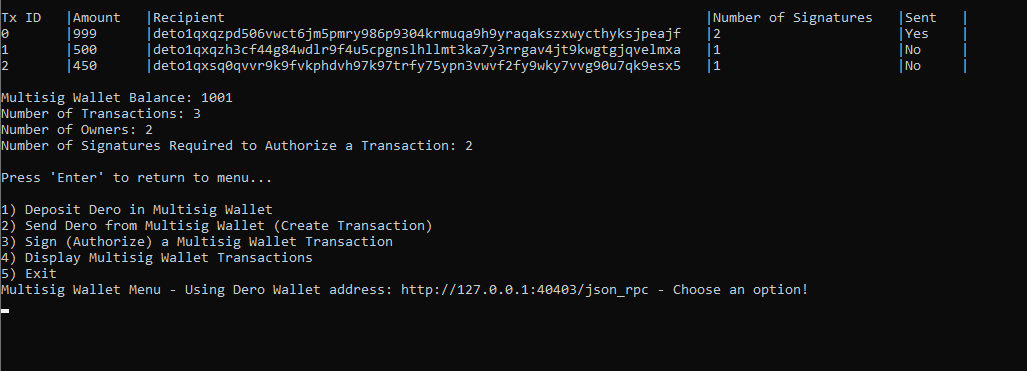 Tx ID |Amount |Recipient |Number of Signatures |Sent |
0 |999 |deto1qxqzpd506vwct6jm5pmry986p9304krmuqa9h9yraqakszxwycthyksjpeajf |2 |Yes |
1 |500 |deto1qxqzh3cf44g84wdlr9f4u5cpgnslhllmt3ka7y3rrgav4jt9kwgtgjqvelmxa |1 |No |
2 |450 |deto1qxsq0qvvr9k9fvkphdvh97k97trfy75ypn3vwvf2fy9wky7vvg90u7qk9esx5 |1 |No |
Multisig Wallet Balance: 1001
Number of Transactions: 3
Number of Owners: 2
Number of Signatures Required to Authorize a Transaction: 2
Press 'Enter' to return to menu...
1) Deposit Dero in Multisig Wallet
2) Send Dero from Multisig Wallet (Create Transaction)
3) Sign (Authorize) a Multisig Wallet Transaction
4) Display Multisig Wallet Transactions
5) Exit
Multisig Wallet Menu - Using Dero Wallet address: http://127.0.0.1:40403/json_rpc - Choose an option!